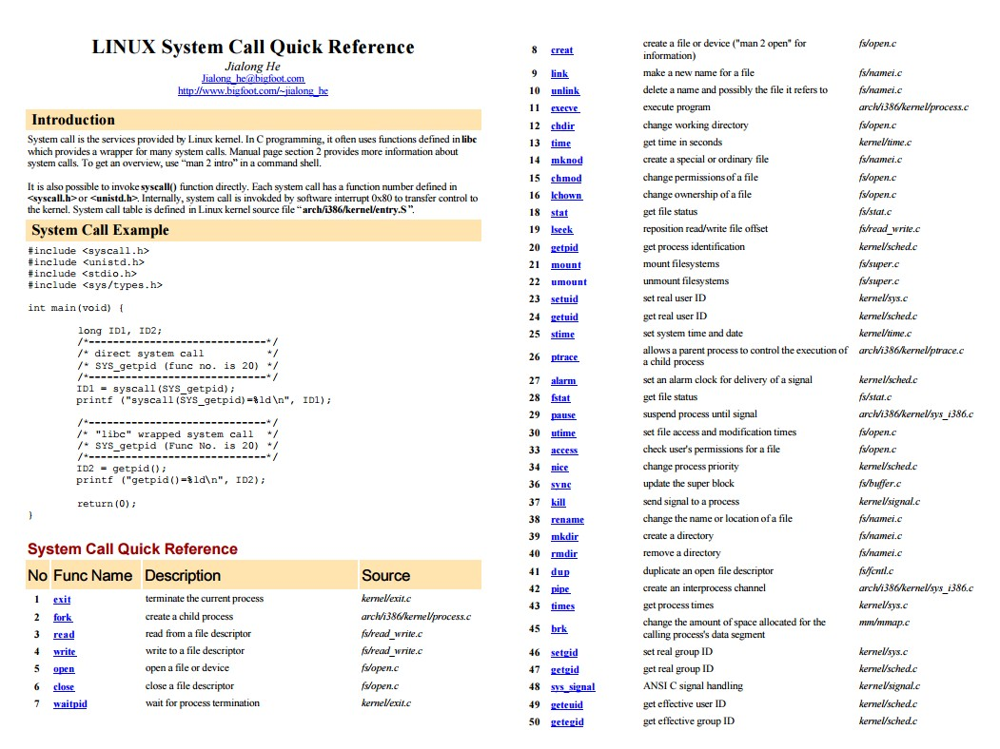 LINUX System Call Quick Reference
Jialong He
Jialong_he@bigfoot.com
http://www.bigfoot.com/~jialong_he
Introduction
System call is the services provided by Linux kernel. In C programming, it often uses functions defined in libc
which provides a wrapper for many system calls. Manual page section 2 provides more information about
system calls. To get an overview, use “man 2 intro” in a command shell.
It is also possible to invoke syscall() function directly. Each system call has a function number defined in
<syscall.h> or <unistd.h>. Internally, system call is invokded by software interrupt 0x80 to transfer control to
the kernel. System call table is defined in Linux kernel source file “arch/i386/kernel/entry.S”.
System Call Example
#include <syscall.h>
#include <unistd.h>
#include <stdio.h>
#include <sys/types.h>
int main(void) {
long ID1, ID2;
/*-----------------------------*/
/* direct system call */
/* SYS_getpid (func no. is 20) */
/*-----------------------------*/
ID1 = syscall(SYS_getpid);
printf ("syscall(SYS_getpid)=%ld\n", ID1);
/*-----------------------------*/
/* "libc" wrapped system call */
/* SYS_getpid (Func No. is 20) */
/*-----------------------------*/
ID2 = getpid();
printf ("getpid()=%ld\n", ID2);
return(0);
}
System Call Quick Reference
No Func Name Description Source
1 exit terminate the current process kernel/exit.c
2 fork create a child process arch/i386/kernel/process.c
3 read read from a file descriptor fs/read_write.c
4 write write to a file descriptor fs/read_write.c
5 open open a file or device fs/open.c
6 close close a file descriptor fs/open.c
7 waitpid wait for process termination kernel/exit.c
8 creat create a file or device ("man 2 open" for fs/open.c
information)
9 link make a new name for a file fs/namei.c
10 unlink delete a name and possibly the file it refers to fs/namei.c
11 execve execute program arch/i386/kernel/process.c
12 chdir change working directory fs/open.c
13 time get time in seconds kernel/time.c
14 mknod create a special or ordinary file fs/namei.c
15 chmod change permissions of a file fs/open.c
16 lchown change ownership of a file fs/open.c
18 stat get file status fs/stat.c
19 lseek reposition read/write file offset fs/read_write.c
20 getpid get process identification kernel/sched.c
21 mount mount filesystems fs/super.c
22 umount unmount filesystems fs/super.c
23 setuid set real user ID kernel/sys.c
24 getuid get real user ID kernel/sched.c
25 stime set system time and date kernel/time.c
26 ptrace allows a parent process to control the execution of arch/i386/kernel/ptrace.c
a child process
27 alarm set an alarm clock for delivery of a signal kernel/sched.c
28 fstat get file status fs/stat.c
29 pause suspend process until signal arch/i386/kernel/sys_i386.c
30 utime set file access and modification times fs/open.c
33 access check user's permissions for a file fs/open.c
34 nice change process priority kernel/sched.c
36 sync update the super block fs/buffer.c
37 kill send signal to a process kernel/signal.c
38 rename change the name or location of a file fs/namei.c
39 mkdir create a directory fs/namei.c
40 rmdir remove a directory fs/namei.c
41 dup duplicate an open file descriptor fs/fcntl.c
42 pipe create an interprocess channel arch/i386/kernel/sys_i386.c
43 times get process times kernel/sys.c
45 brk change the amount of space allocated for the mm/mmap.c
calling process's data segment
46 setgid set real group ID kernel/sys.c
47 getgid get real group ID kernel/sched.c
48 sys_signal ANSI C signal handling kernel/signal.c
49 geteuid get effective user ID kernel/sched.c
50 getegid get effective group ID kernel/sched.c